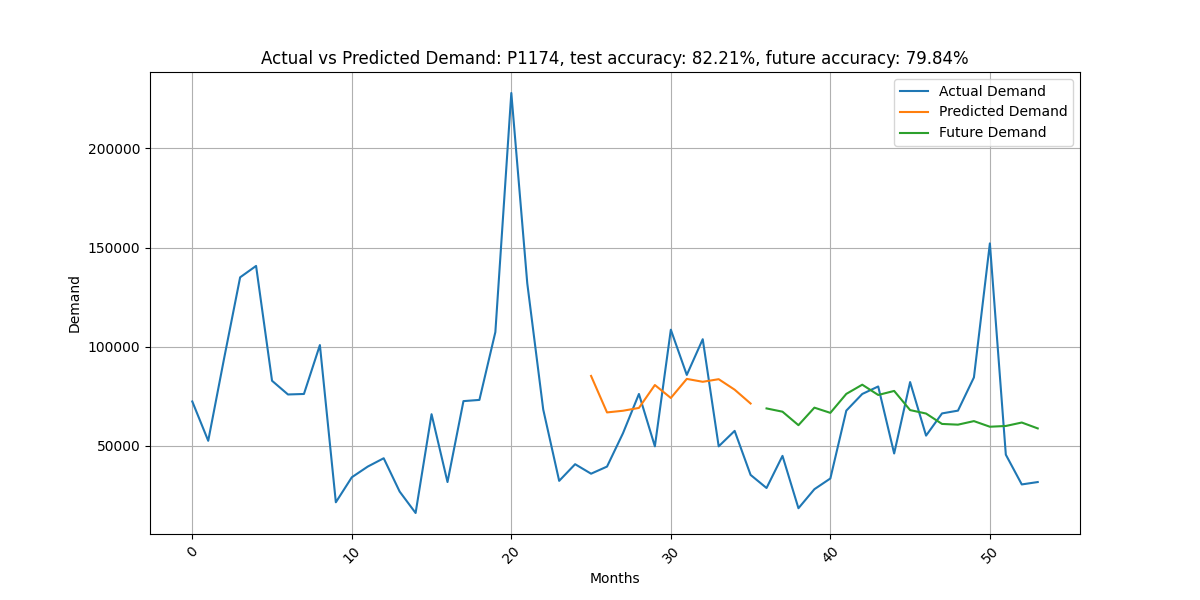 Actual vs Predicted Demand: P1174, test accuracy: 82.21%, future accuracy: 79.84%
Actual Demand
Predicted Demand
Future Demand
200000
150000
100000
50000
Demand
0
10
20
30
40
50
Months